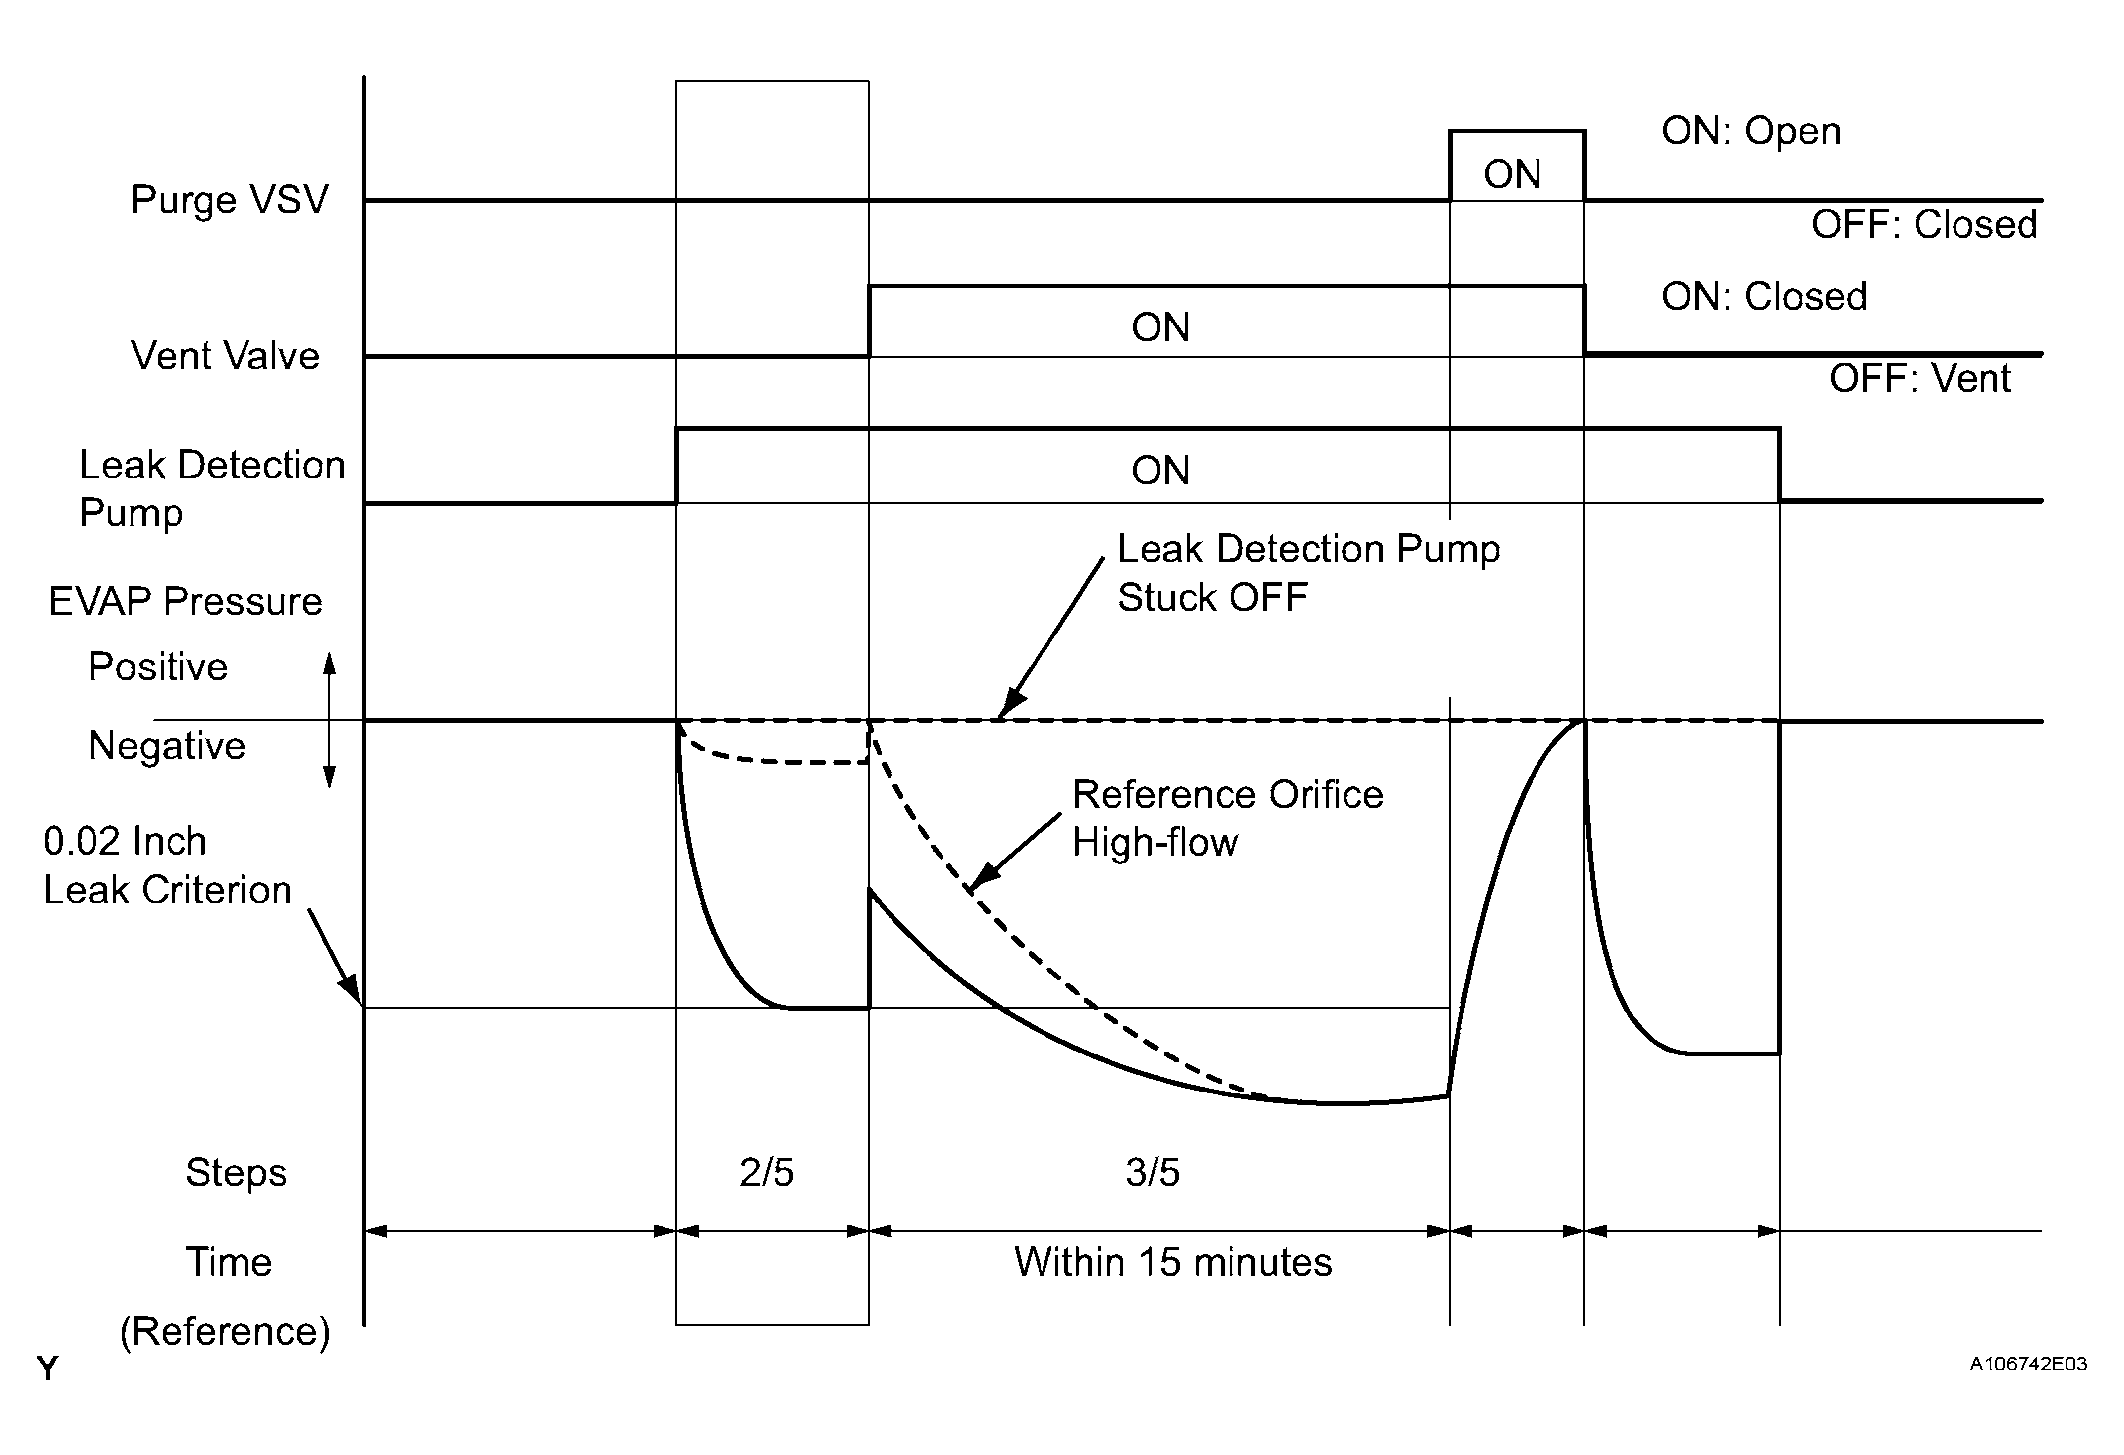 ON: Open
ON
Purge VSV
OFF: Closed
ON: Closed
ON
Vent Valve
OFF: Vent
Leak Detection
Pump
ON
Leak Detection Pump
Stuck OFF
EVAP Pressure
Positive
Negative
Reference Orifice
High-flow
0.02 Inch
Leak Criterion
Steps
2/5
3/5
Time
(Reference)
Within 15 minutes
Y
A106742E03